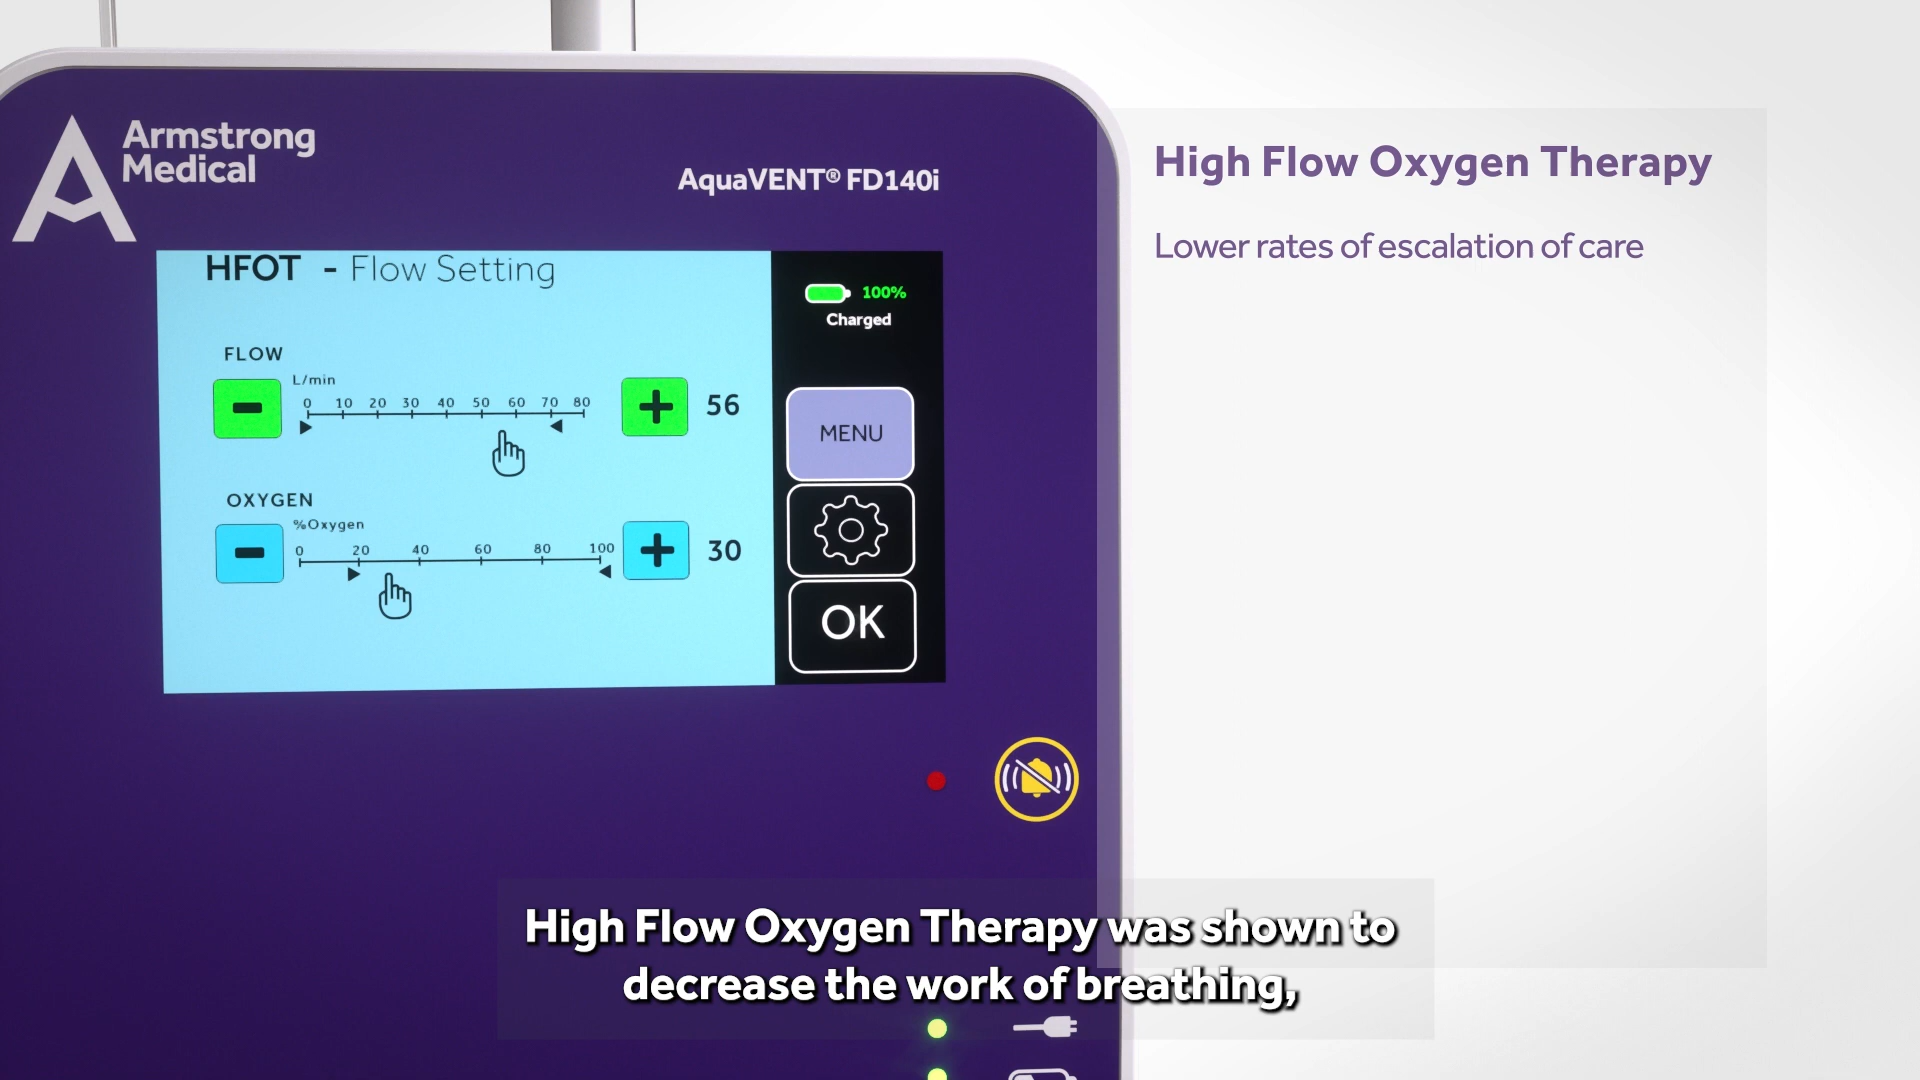 Armstrong
Medical
AquaVENT® FD140i
HFOT - Flow Setting
100%
Charged
FLOW
L/min
0 10 20 30 40 50 60 70 80
56
MENU
OXYGEN
%Oxygen
0 20 40 60 80 100
30
OK
High Flow Oxygen Therapy
Lower rates of escalation of care
High Flow Oxygen Therapy was shown to
decrease the work of breathing,